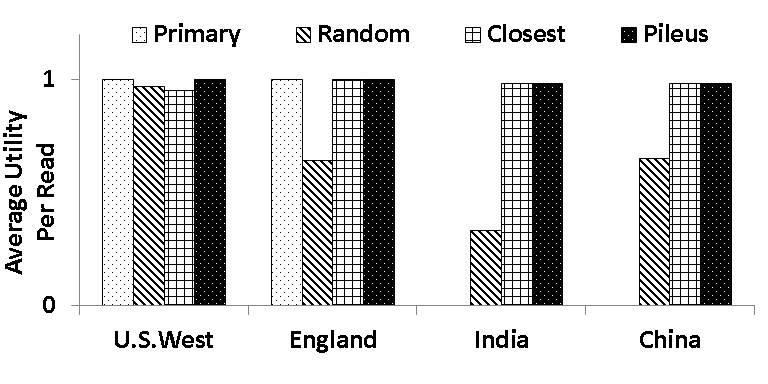 Primary Random Closest Pileus
1
Average Utility
Per Read
0
U.S.West England India China